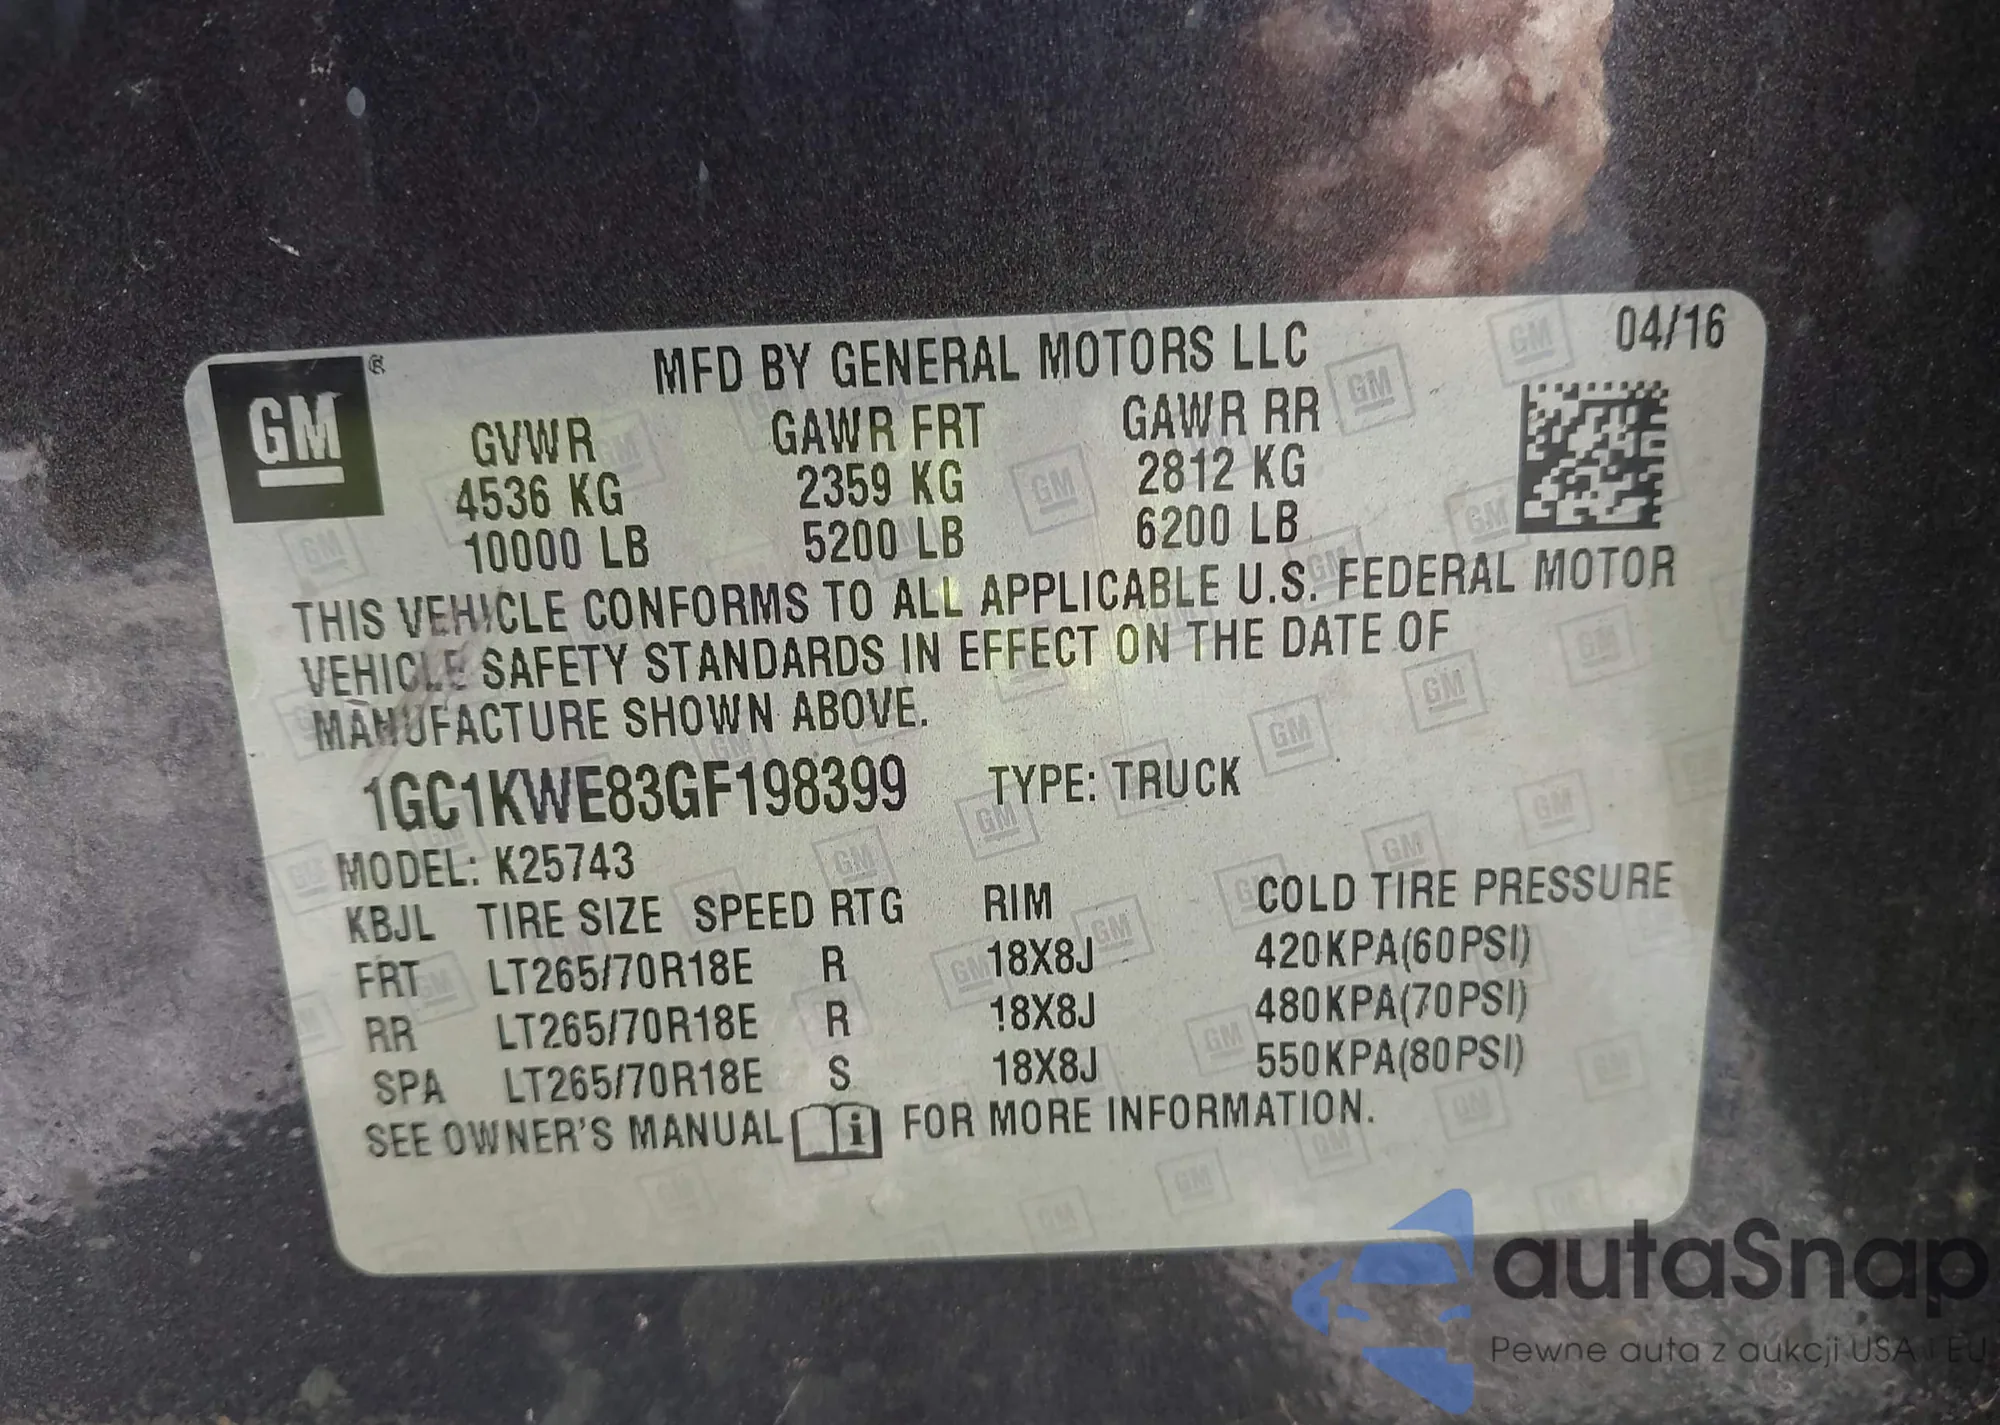 GM®
MFD BY GENERAL MOTORS LLC
04/16
GVWR GAWR FRT GAWR RR
4536 KG 2359 KG 2812 KG
10000 LB 5200 LB 6200 LB
THIS VEHICLE CONFORMS TO ALL APPLICABLE U.S. FEDERAL MOTOR
VEHICLE SAFETY STANDARDS IN EFFECT ON THE DATE OF
MANUFACTURE SHOWN ABOVE.
1GC1KWE83GF198399 TYPE: TRUCK
MODEL: K25743
KBJL TIRE SIZE SPEED RTG RIM COLD TIRE PRESSURE
FRT LT265/70R18E R 18X8J 420KPA(60PSI)
RR LT265/70R18E R 18X8J 480KPA(70PSI)
SPA LT265/70R18E S 18X8J 550KPA(80PSI)
SEE OWNER'S MANUAL i FOR MORE INFORMATION.
autaSnap
Pewne auta z aukcji USA i EU